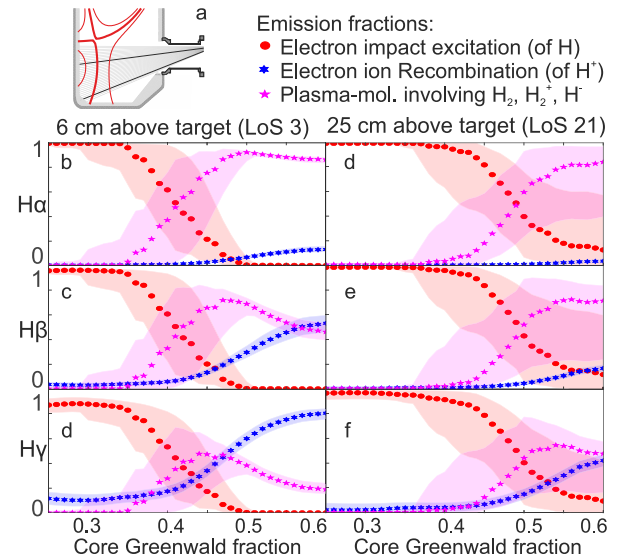 a
Emission fractions:
Electron impact excitation (of H)
Electron ion Recombination (of H+)
Plasma-mol. involving H2, H2+, H-
6 cm above target (LoS 3)
25 cm above target (LoS 21)
1
b
d
Hα
0
1
c
e
Hβ
0
1
d
f
Hγ
0
0.3 0.4 0.5 0.6
0.3 0.4 0.5 0.6
Core Greenwald fraction
Core Greenwald fraction